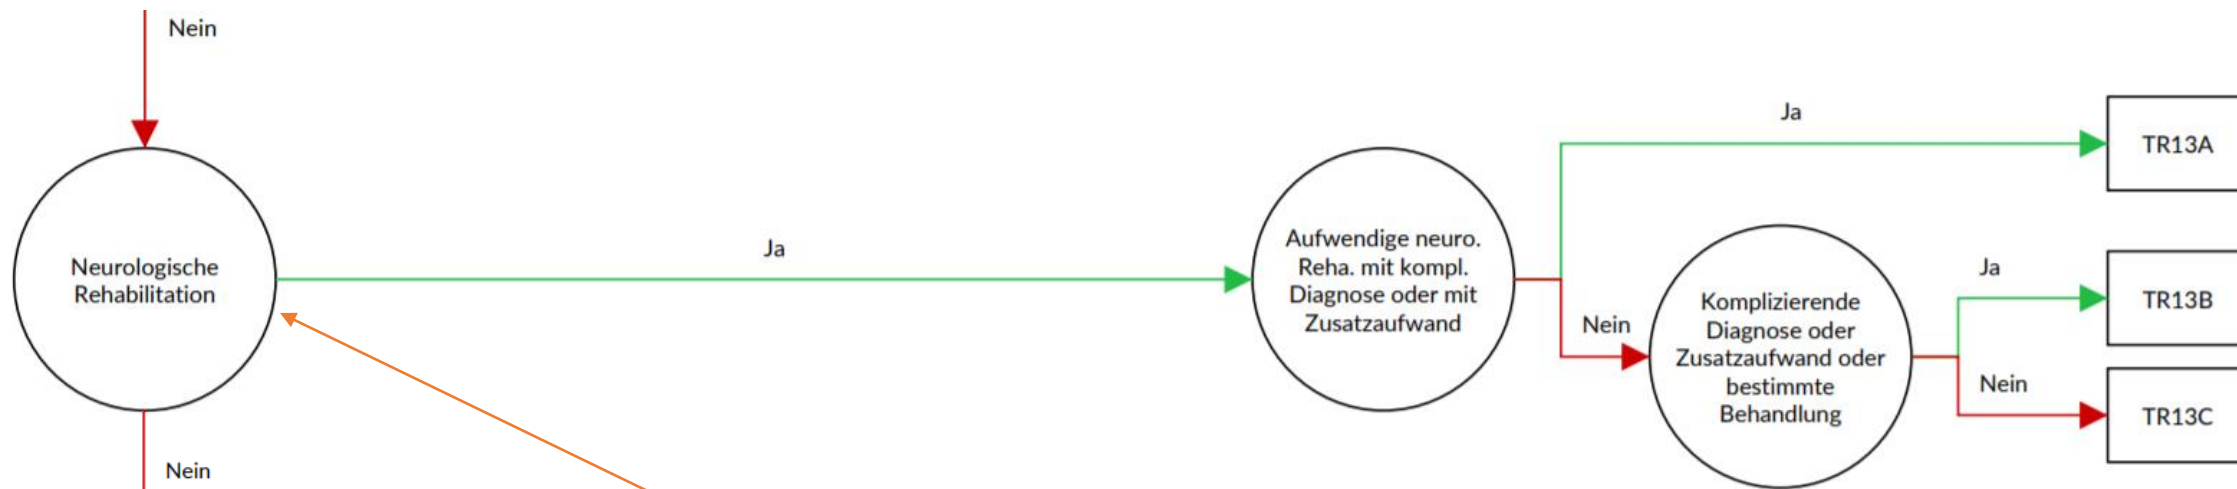 Nein
Neurologische
Rehabilitation
Nein
Ja
Aufwendige neuro.
Reha. mit kompl.
Diagnose oder mit
Zusatzaufwand
Ja
TR13A
Nein
Komplizierende
Diagnose oder
Zusatzaufwand oder
bestimmte
Behandlung
Ja
TR13B
Nein
TR13C